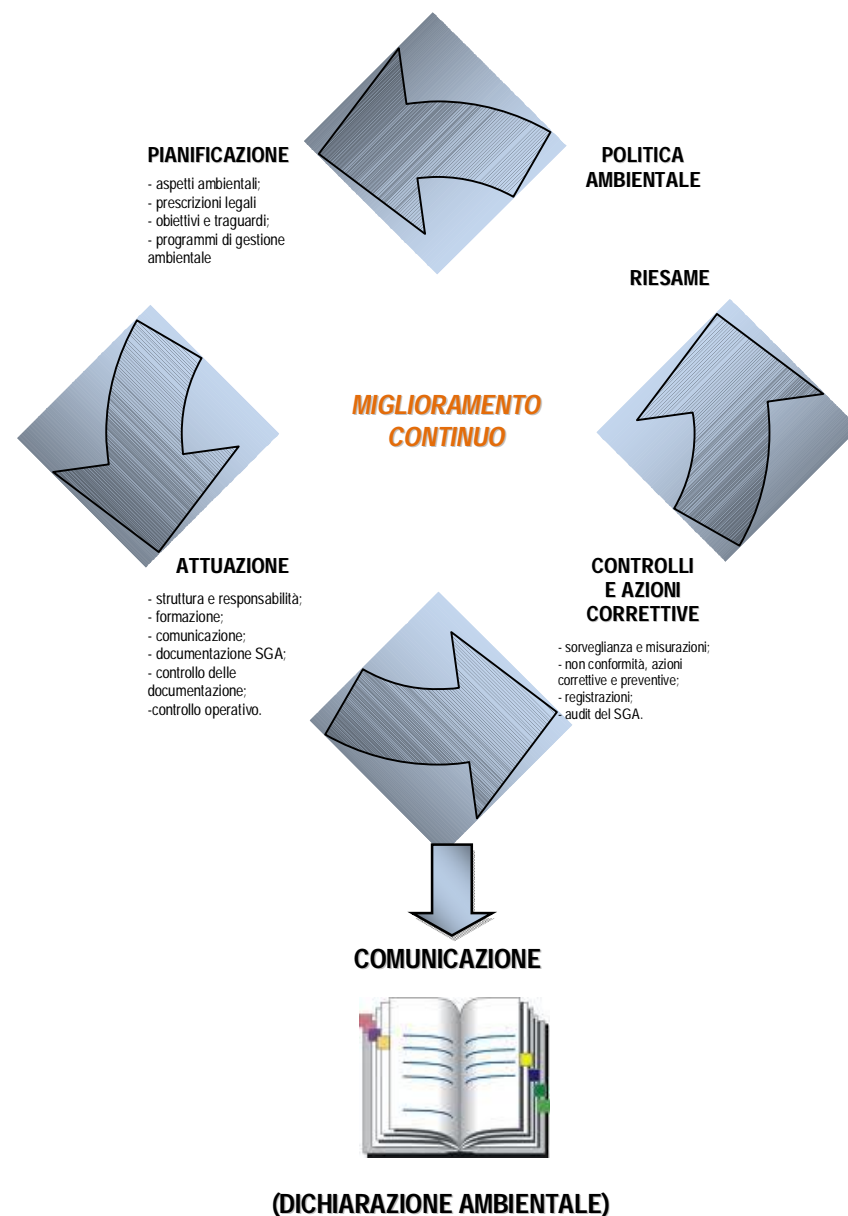 PIANIFICAZIONE
- aspetti ambientali;
- prescrizioni legali
- obiettivi e traguardi;
- programmi di gestione
ambientale
POLITICA
AMBIENTALE
RIESAME
MIGLIORAMENTO
CONTINUO
ATTUAZIONE
- struttura e responsabilità;
- formazione;
- comunicazione;
- documentazione SGA;
- controllo delle
documentazione;
-controllo operativo.
CONTROLLI
E AZIONI
CORRETTIVE
- sorveglianza e misurazioni;
- non conformità, azioni
correttive e preventive;
- registrazioni;
- audit del SGA.
COMUNICAZIONE
(DICHIARAZIONE AMBIENTALE)